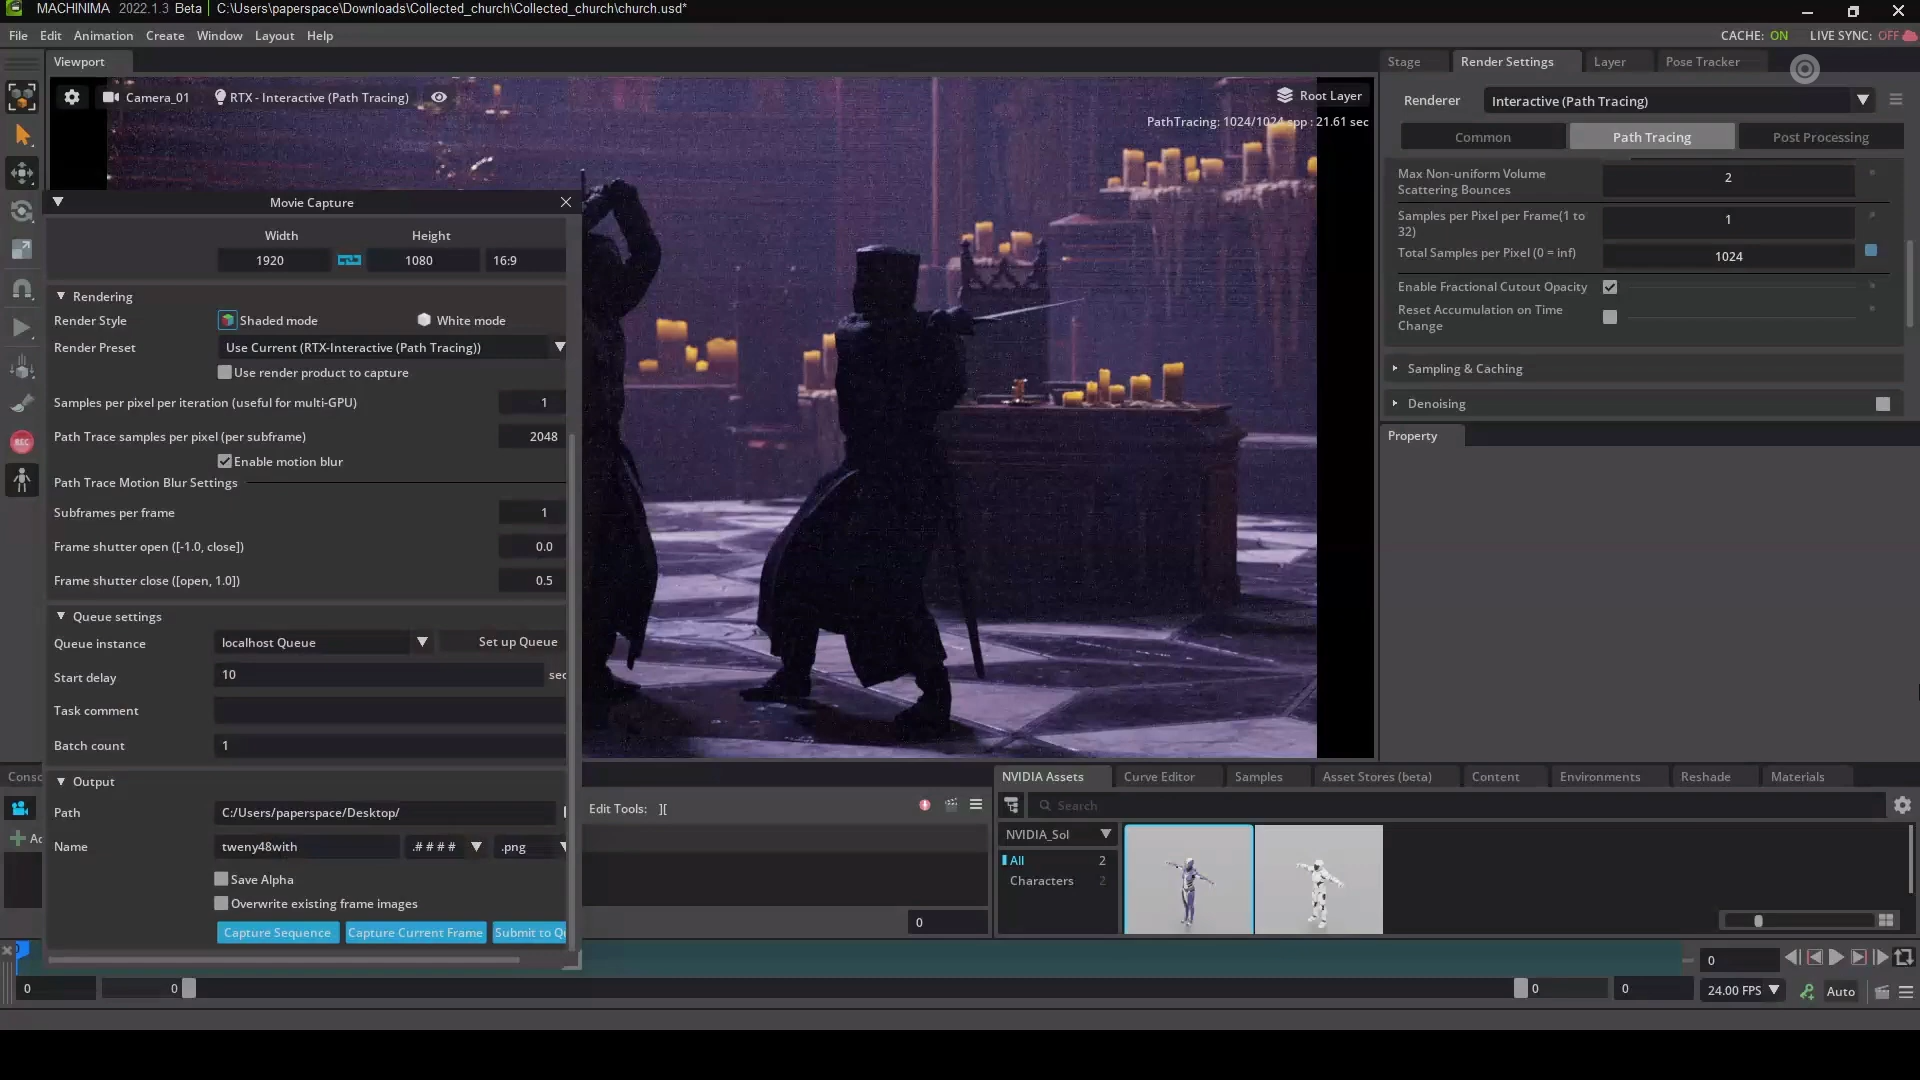 MACHINIMA 2022.1.3 Beta | C:\Users\paperspace\Downloads\Collected_church\Collected_church\church.usd*
File Edit Animation Create Window Layout Help
CACHE: ON LIVE SYNC: OFF
Viewport
Camera_01 RTX - Interactive (Path Tracing)
Root Layer
PathTracing: 1024/1024 spp : 21.61 sec
Movie Capture
Width Height
1920 1080 16:9
Rendering
Render Style Shaded mode White mode
Render Preset Use Current (RTX-Interactive (Path Tracing))
Use render product to capture
Samples per pixel per iteration (useful for multi-GPU) 1
Path Trace samples per pixel (per subframe) 2048
Enable motion blur
Path Trace Motion Blur Settings
Subframes per frame 1
Frame shutter open ([-1.0, close]) 0.0
Frame shutter close ([open, 1.0]) 0.5
Queue settings
Queue instance localhost Queue Set up Queue
Start delay 10 sec
Task comment
Batch count 1
Output
Path C:/Users/paperspace/Desktop/
Name tweny48with .#### .png
Save Alpha
Overwrite existing frame images
Capture Sequence Capture Current Frame Submit to Qu
REC
Stage Render Settings Layer Pose Tracker
Renderer Interactive (Path Tracing)
Common Path Tracing Post Processing
Max Non-uniform Volume
Scattering Bounces 2
Samples per Pixel per Frame(1 to
32) 1
Total Samples per Pixel (0 = inf) 1024
Enable Fractional Cutout Opacity
Reset Accumulation on Time
Change
Sampling & Caching
Denoising
Property
Conso
Ad
Edit Tools: ][
0
NVIDIA Assets Curve Editor Samples Asset Stores (beta) Content Environments Reshade Materials
Search
NVIDIA_Sol
All 2
Characters 2
0
0 0 0 0 24.00 FPS Auto